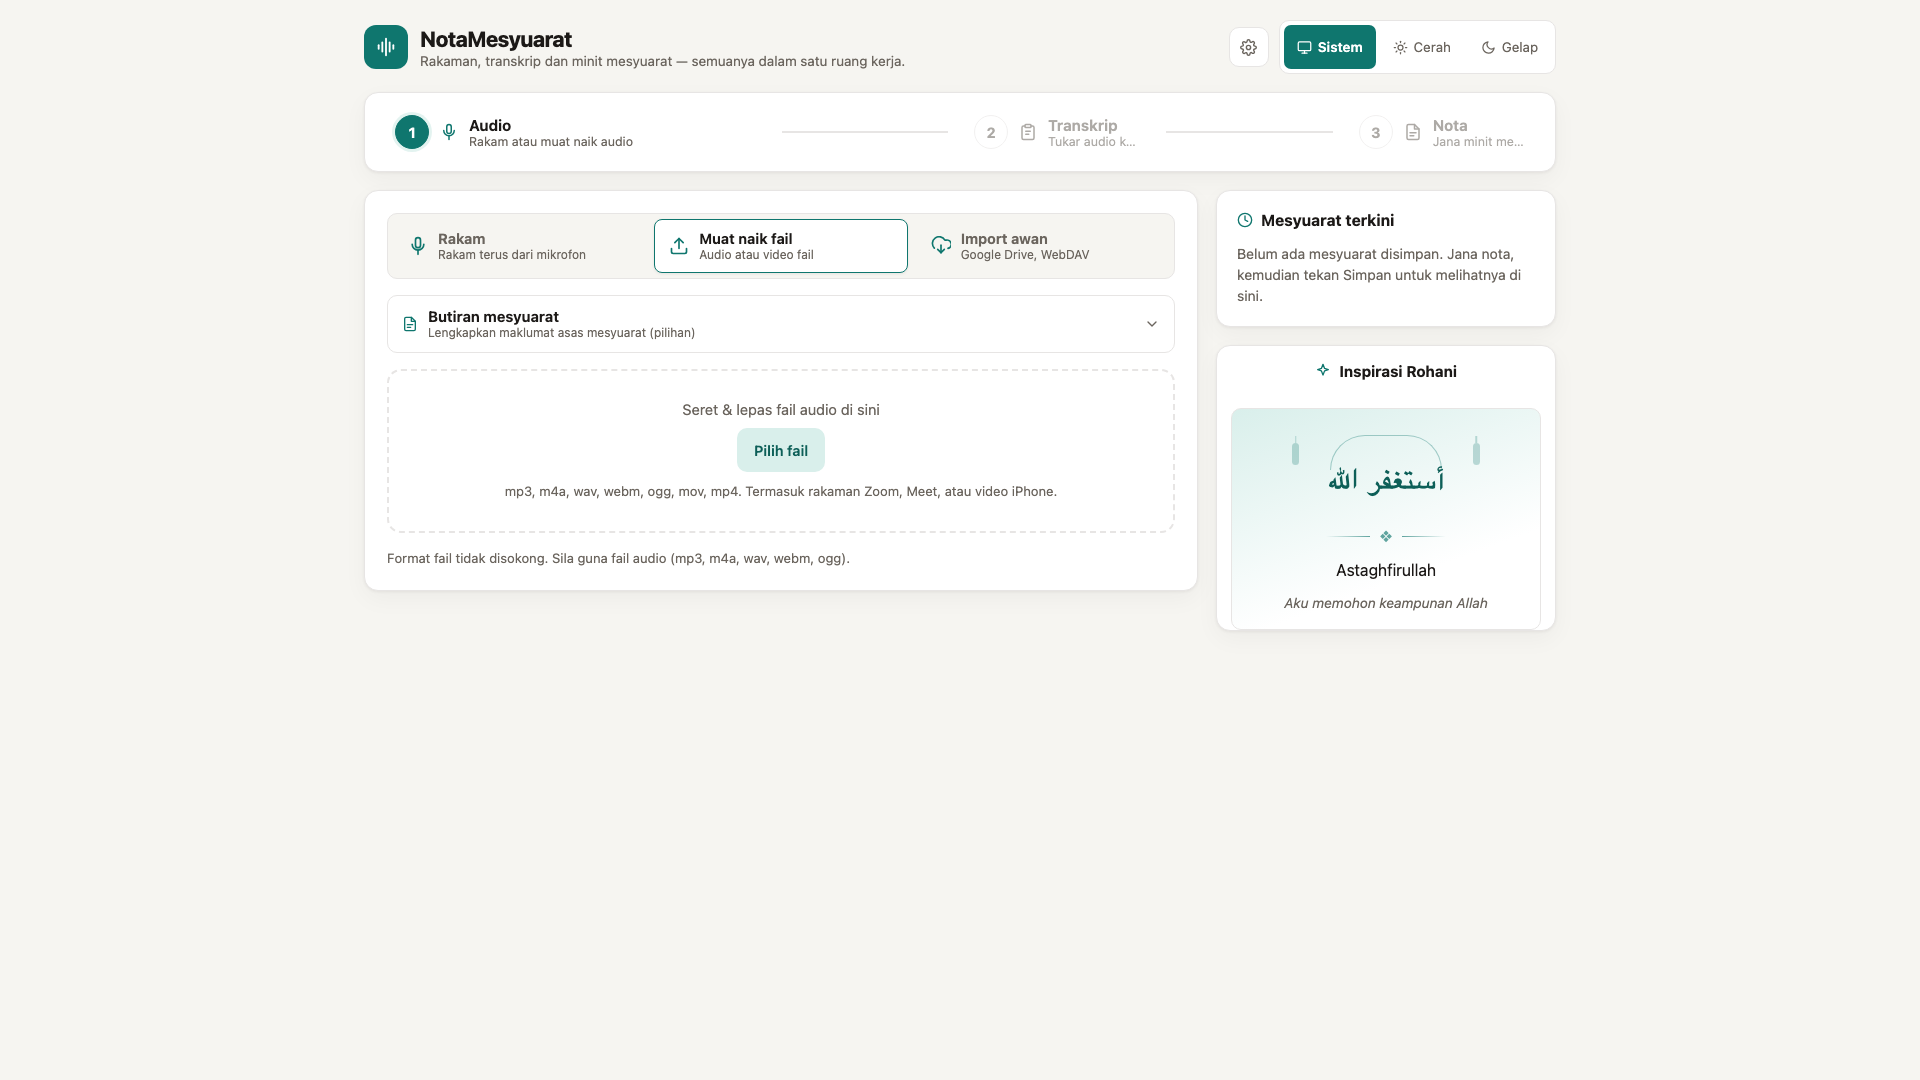 NotaMesyuarat
Rakaman, transkrip dan minit mesyuarat — semuanya dalam satu ruang kerja.
Sistem
Cerah
Gelap
1
Audio
Rakam atau muat naik audio
2
Transkrip
Tukar audio k...
3
Nota
Jana minit me...
Rakam
Rakam terus dari mikrofon
Muat naik fail
Audio atau video fail
Import awan
Google Drive, WebDAV
Butiran mesyuarat
Lengkapkan maklumat asas mesyuarat (pilihan)
Seret & lepas fail audio di sini
Pilih fail
mp3, m4a, wav, webm, ogg, mov, mp4. Termasuk rakaman Zoom, Meet, atau video iPhone.
Format fail tidak disokong. Sila guna fail audio (mp3, m4a, wav, webm, ogg).
Mesyuarat terkini
Belum ada mesyuarat disimpan. Jana nota,
kemudian tekan Simpan untuk melihatnya di
sini.
Inspirasi Rohani
أستغفر الله
Astaghfirullah
Aku memohon keampunan Allah